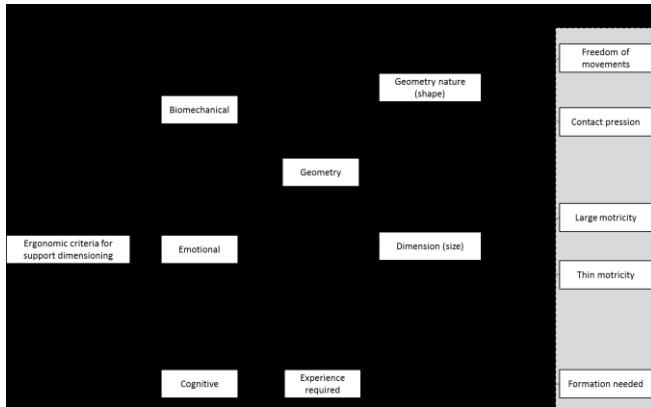 Freedom of
movements
Geometry nature
(shape)
Biomechanical
Contact pression
Geometry
Large motricity
Ergonomic criteria for
support dimensioning
Emotional
Dimension (size)
Thin motricity
Cognitive
Experience
required
Formation needed